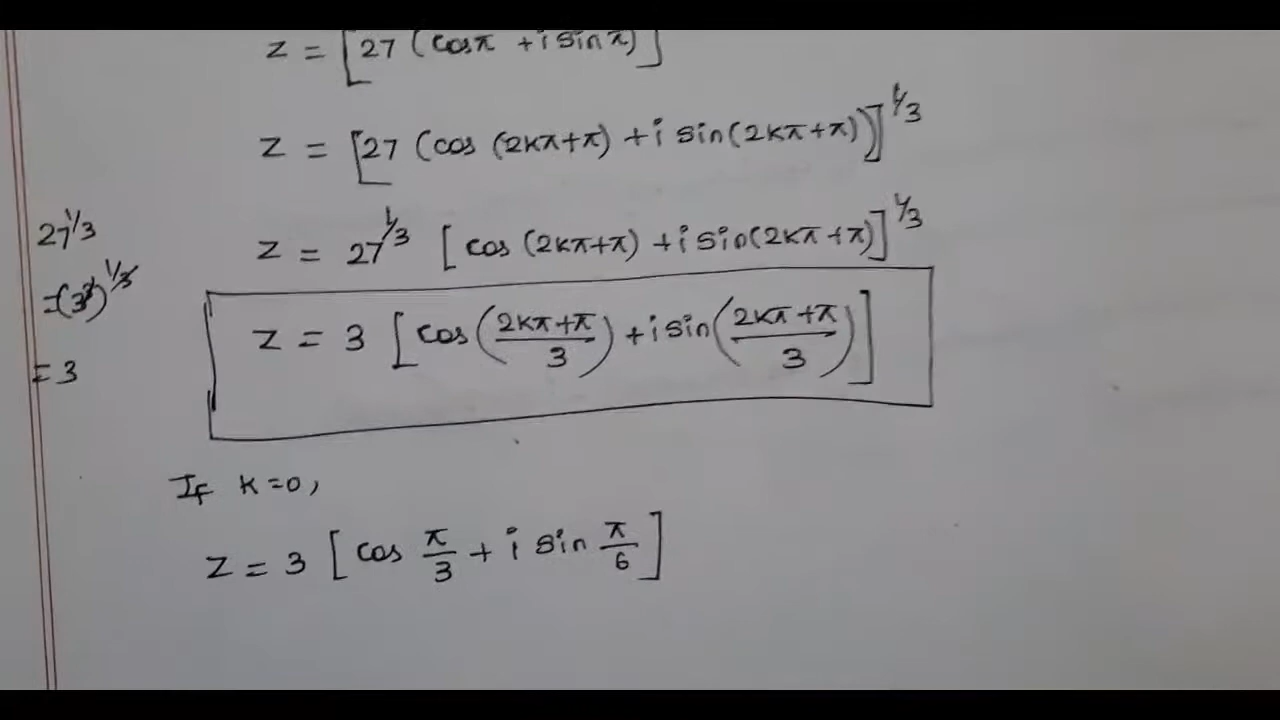 z = [27 (cosπ + i sinπ)]
z = [27 (cos (2kπ+π) + i sin(2kπ+π))]^1/3
27^1/3
z = 27^1/3 [cos (2kπ+π) + i sin(2kπ+π)]^1/3
=(3^3)^1/3
z = 3 [cos(2kπ+π/3) + i sin(2kπ+π/3)]
= 3
If k=0,
z = 3 [cos π/3 + i sin π/6]